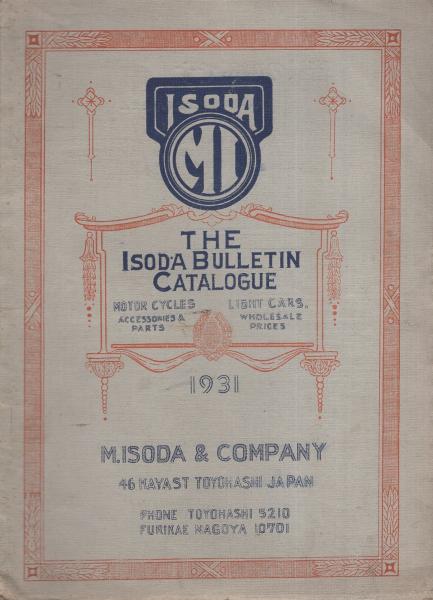 ISODA
MI
THE
ISODA BULLETIN
CATALOGUE
MOTOR CYCLES
ACCESSORIES &
PARTS
LIGHT CARS.
WHOLESALE
PRICES
1931
M.ISODA & COMPANY
46 KAYAST TOYOHASHI JAPAN
PHONE TOYOHASHI 5210
FURIKAE NAGOYA 10701